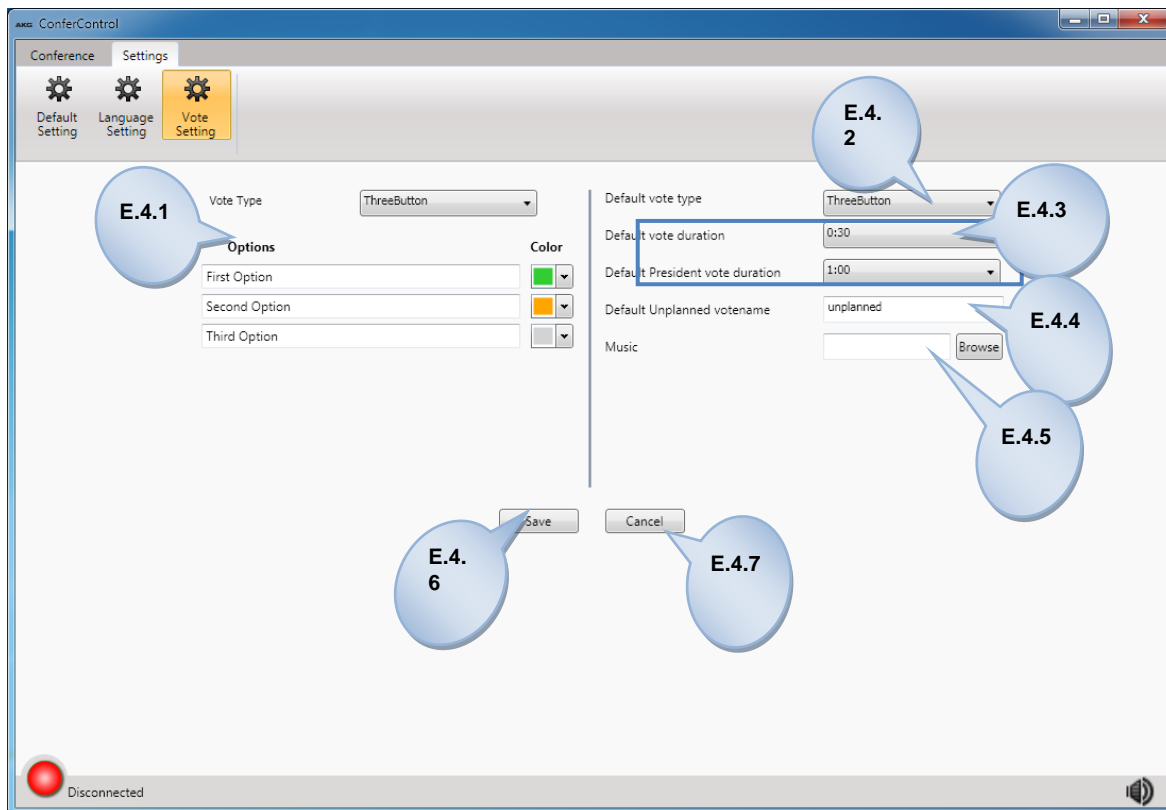 AKG ConferControl
Conference Settings
Default Setting
Language Setting
Vote Setting
E.4.2
E.4.1
Vote Type ThreeButton
Options Color
First Option
Second Option
Third Option
Default vote type ThreeButton
E.4.3
Default vote duration 0:30
Default President vote duration 1:00
Default Unplanned votename unplanned
E.4.4
Music Browse
E.4.5
Save Cancel
E.4.6
E.4.7
Disconnected